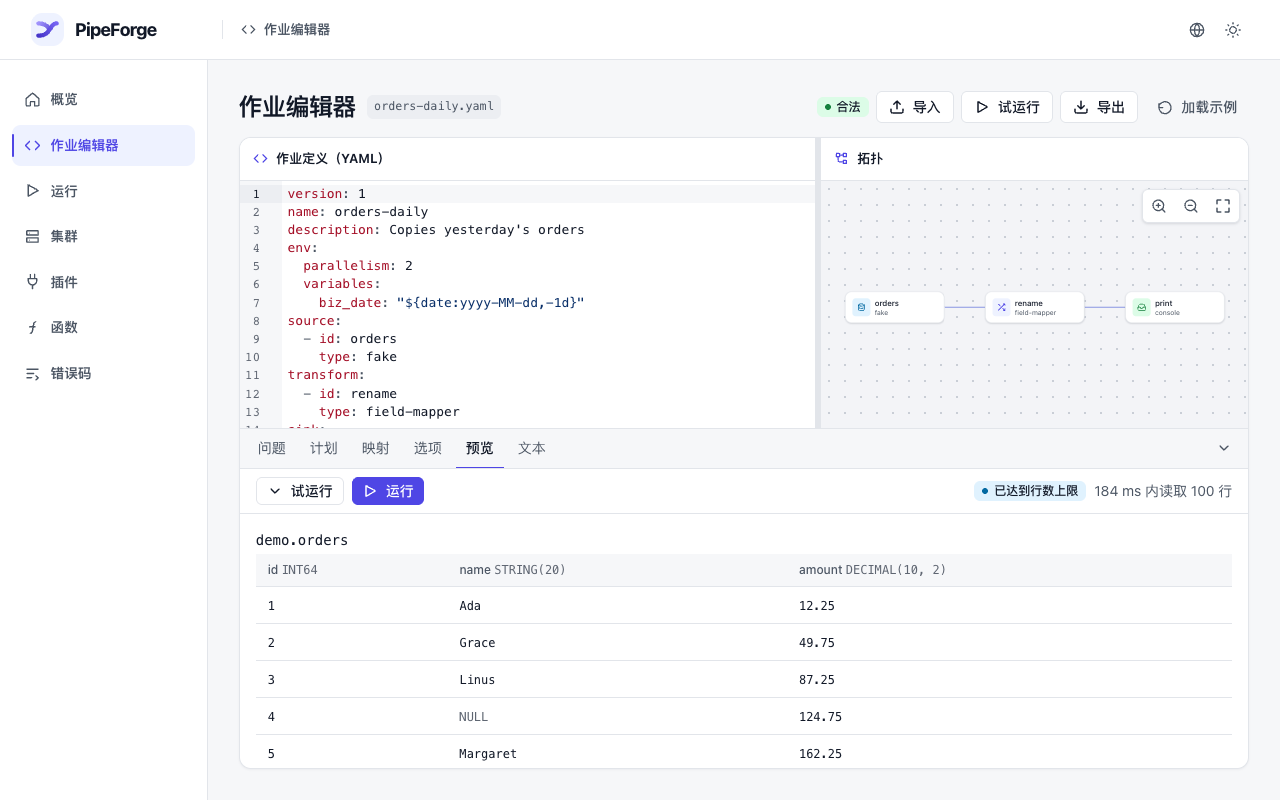 PipeForge
作业编辑器
概览
作业编辑器
运行
集群
插件
函数
错误码
作业编辑器 orders-daily.yaml
合法 导入 试运行 导出 加载示例
作业定义（YAML）
1 version: 1
2 name: orders-daily
3 description: Copies yesterday's orders
4 env:
5 parallelism: 2
6 variables:
7 biz_date: "${date:yyyy-MM-dd,-1d}"
8 source:
9 - id: orders
10 type: fake
11 transform:
12 - id: rename
13 type: field-mapper
拓扑
orders
fake
rename
field-mapper
print
console
问题 计划 映射 选项 预览 文本
试运行 运行 已达到行数上限 184 ms 内读取 100 行
demo.orders
id INT64 name STRING(20) amount DECIMAL(10, 2)
1 Ada 12.25
2 Grace 49.75
3 Linus 87.25
4 NULL 124.75
5 Margaret 162.25